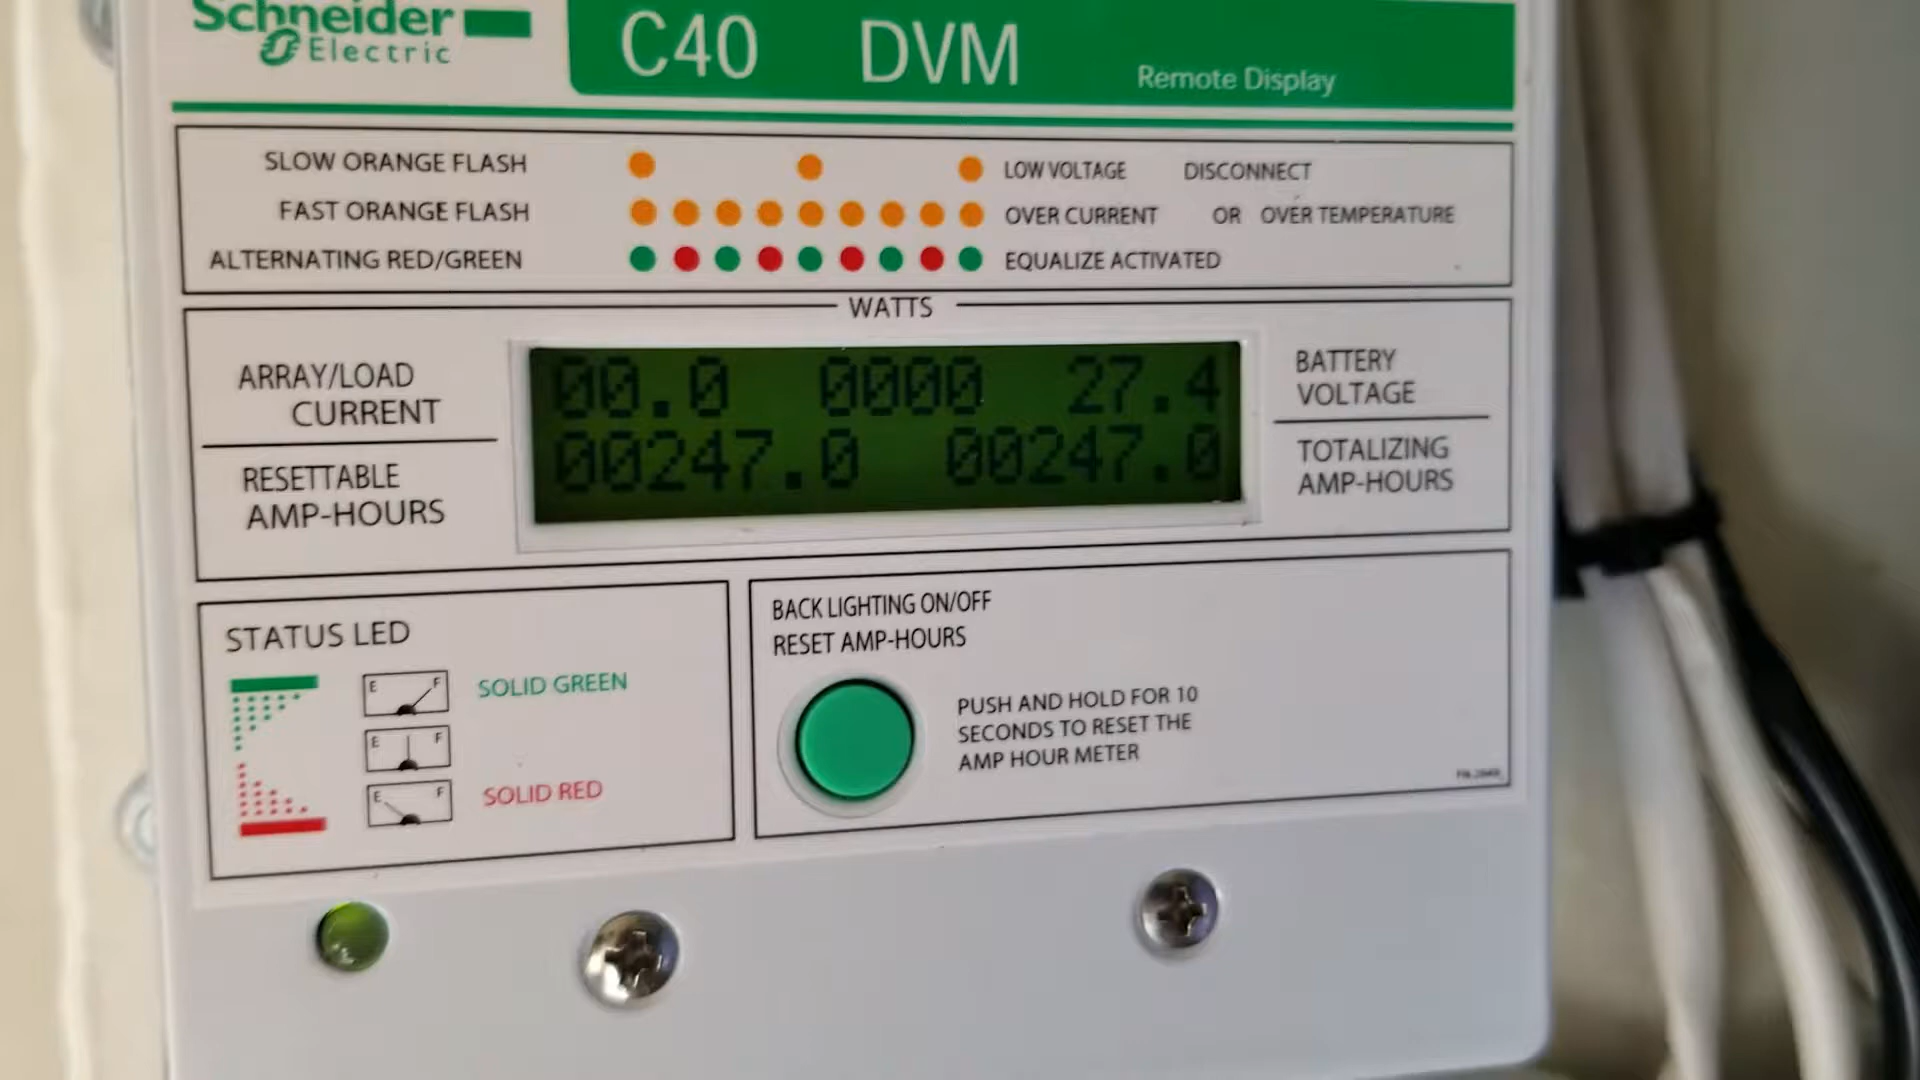 Schneider
Electric
C40 DVM Remote Display
SLOW ORANGE FLASH LOW VOLTAGE DISCONNECT
FAST ORANGE FLASH OVER CURRENT OR OVER TEMPERATURE
ALTERNATING RED/GREEN EQUALIZE ACTIVATED
WATTS
ARRAY/LOAD
CURRENT
RESETTABLE
AMP-HOURS
00.0 0000 27.4
00247.0 00247.0
BATTERY
VOLTAGE
TOTALIZING
AMP-HOURS
STATUS LED
E F SOLID GREEN
E F
E F SOLID RED
BACK LIGHTING ON/OFF
RESET AMP-HOURS
PUSH AND HOLD FOR 10
SECONDS TO RESET THE
AMP HOUR METER